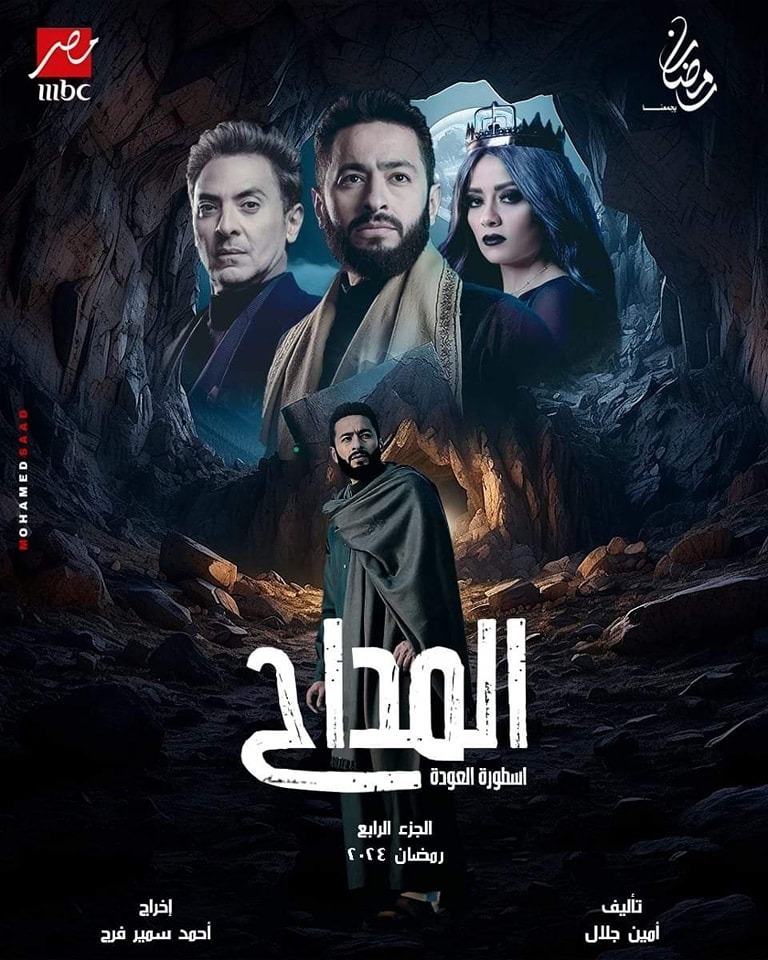 مصر
mbc
رمضان
يجمعنا
MOHAMEDSAAD
المداح
اسطورة العودة
الجزء الرابع
رمضان ٢٠٢٤
تأليف
أمين جلال
إخراج
أحمد سمير فرج